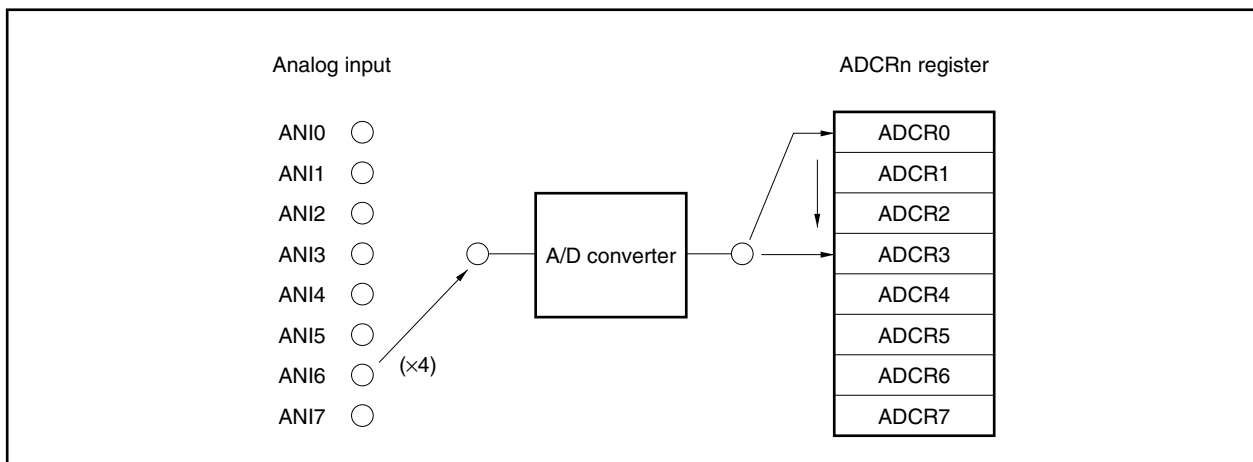 Analog input
ADCRn register
ANI0
ANI1
ANI2
ANI3
ANI4
ANI5
ANI6
ANI7
(×4)
A/D converter
ADCR0
ADCR1
ADCR2
ADCR3
ADCR4
ADCR5
ADCR6
ADCR7